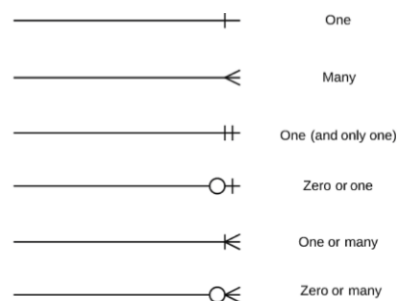 One
Many
One (and only one)
Zero or one
One or many
Zero or many